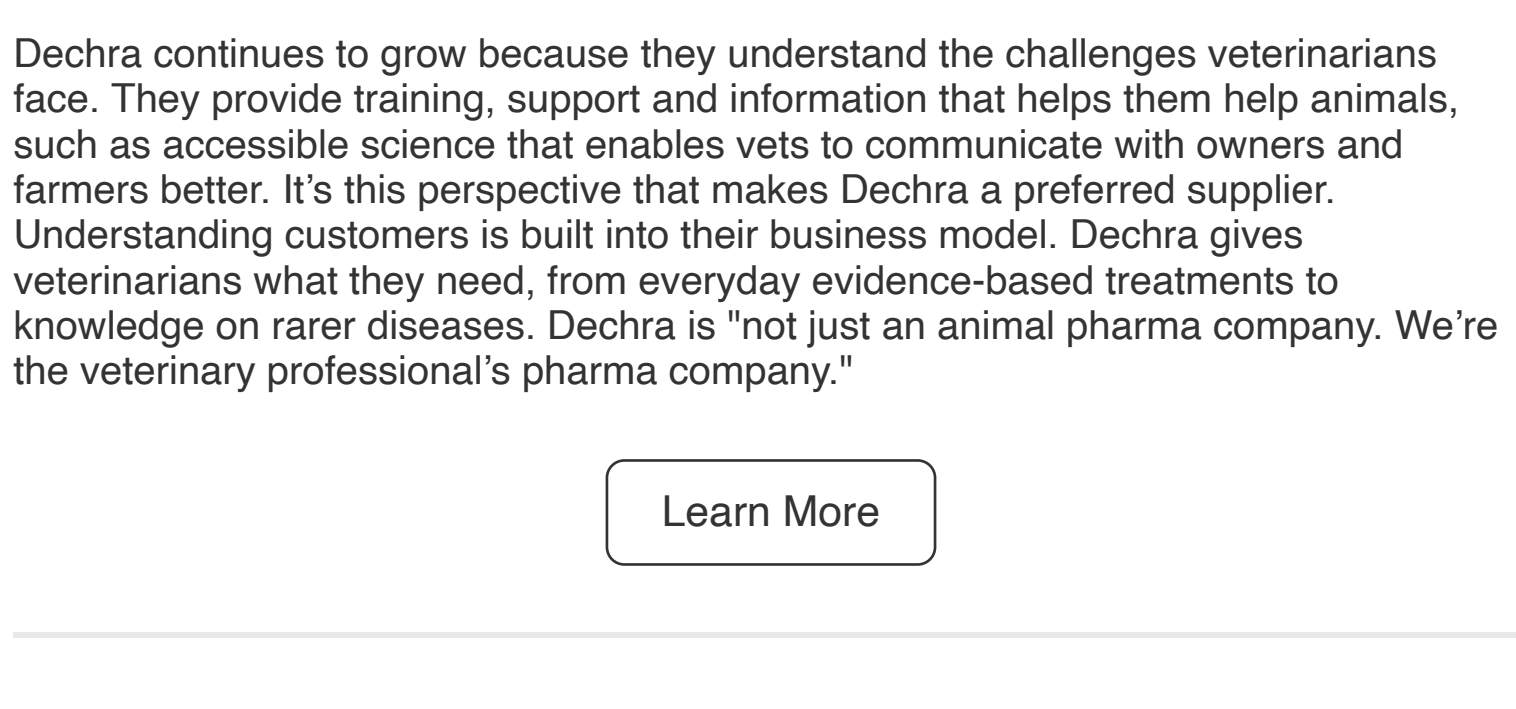 Dechra continues to grow because they understand the challenges veterinarians
face. They provide training, support and information that helps them help animals,
such as accessible science that enables vets to communicate with owners and
farmers better. It’s this perspective that makes Dechra a preferred supplier.
Understanding customers is built into their business model. Dechra gives
veterinarians what they need, from everyday evidence-based treatments to
knowledge on rarer diseases. Dechra is "not just an animal pharma company. We’re
the veterinary professional’s pharma company."
Learn More